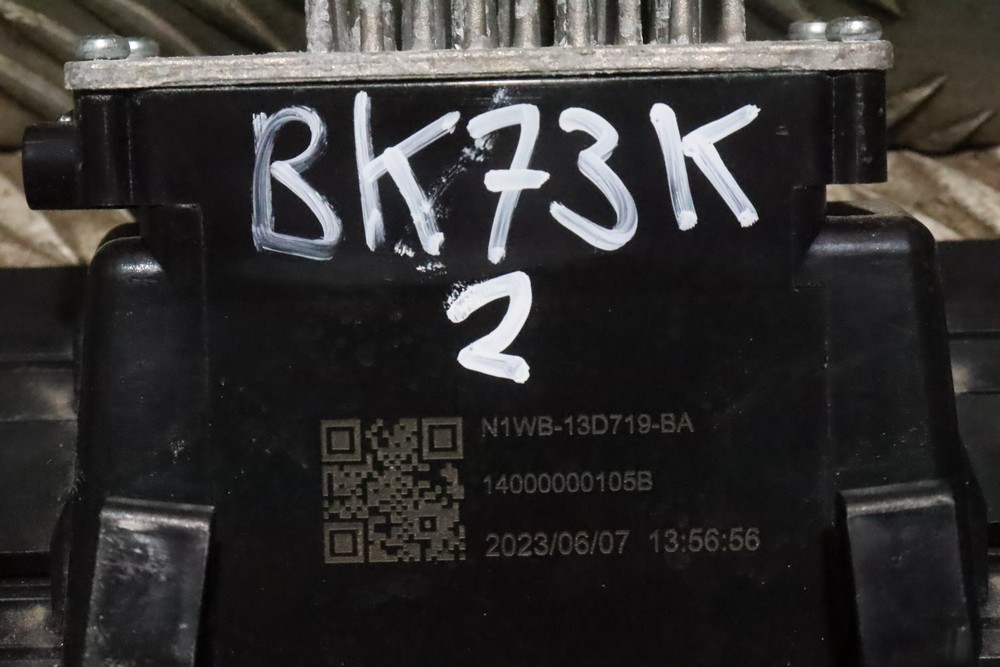 BK73K
2
N1WB-13D719-BA
14000000105B
2023/06/07 13:56:56